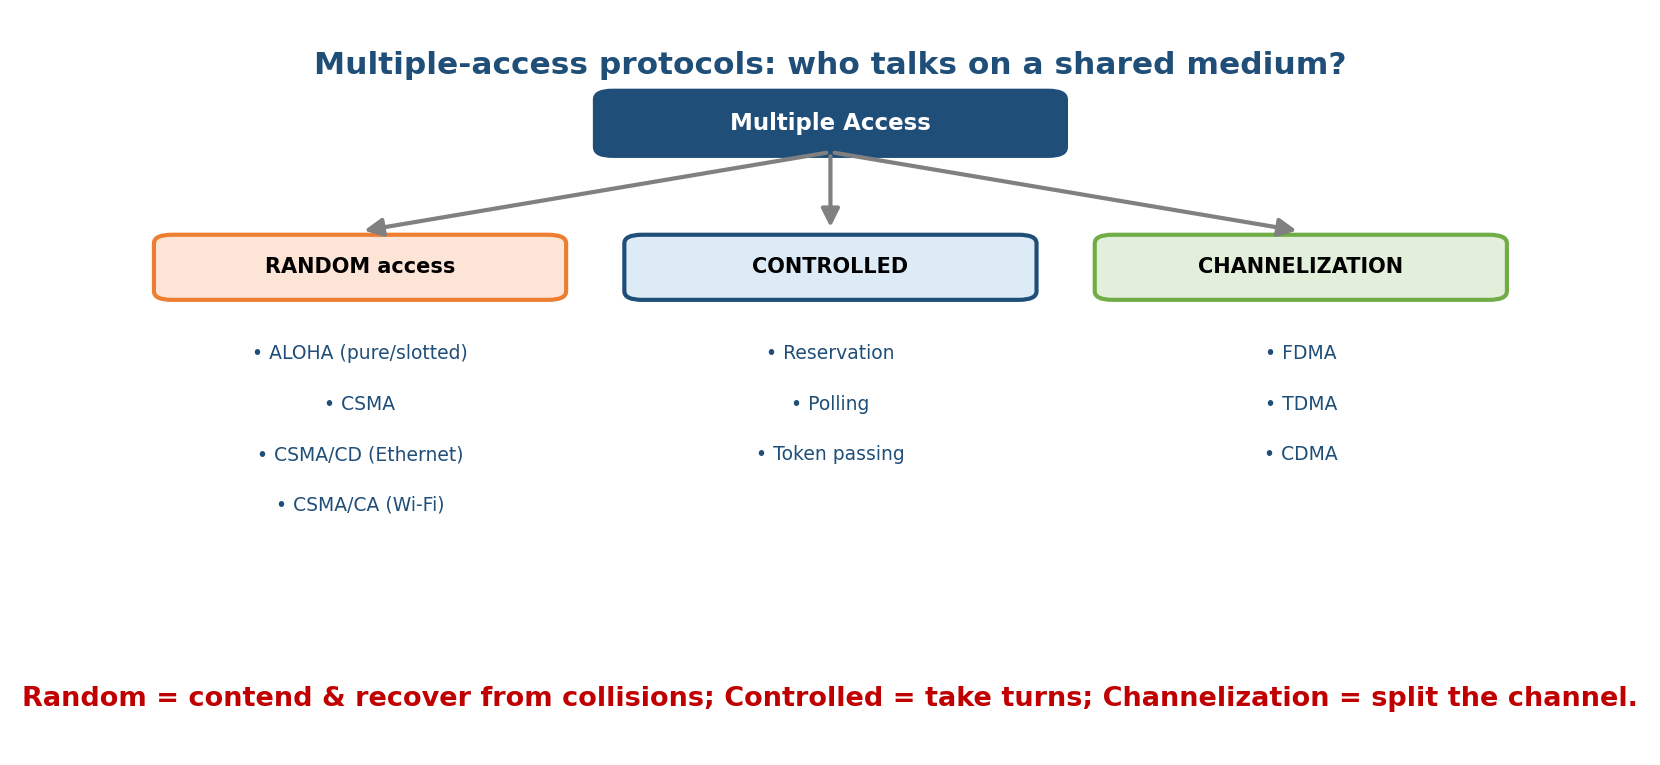 Multiple-access protocols: who talks on a shared medium?
Multiple Access
RANDOM access
• ALOHA (pure/slotted)
• CSMA
• CSMA/CD (Ethernet)
• CSMA/CA (Wi-Fi)
CONTROLLED
• Reservation
• Polling
• Token passing
CHANNELIZATION
• FDMA
• TDMA
• CDMA
Random = contend & recover from collisions; Controlled = take turns; Channelization = split the channel.